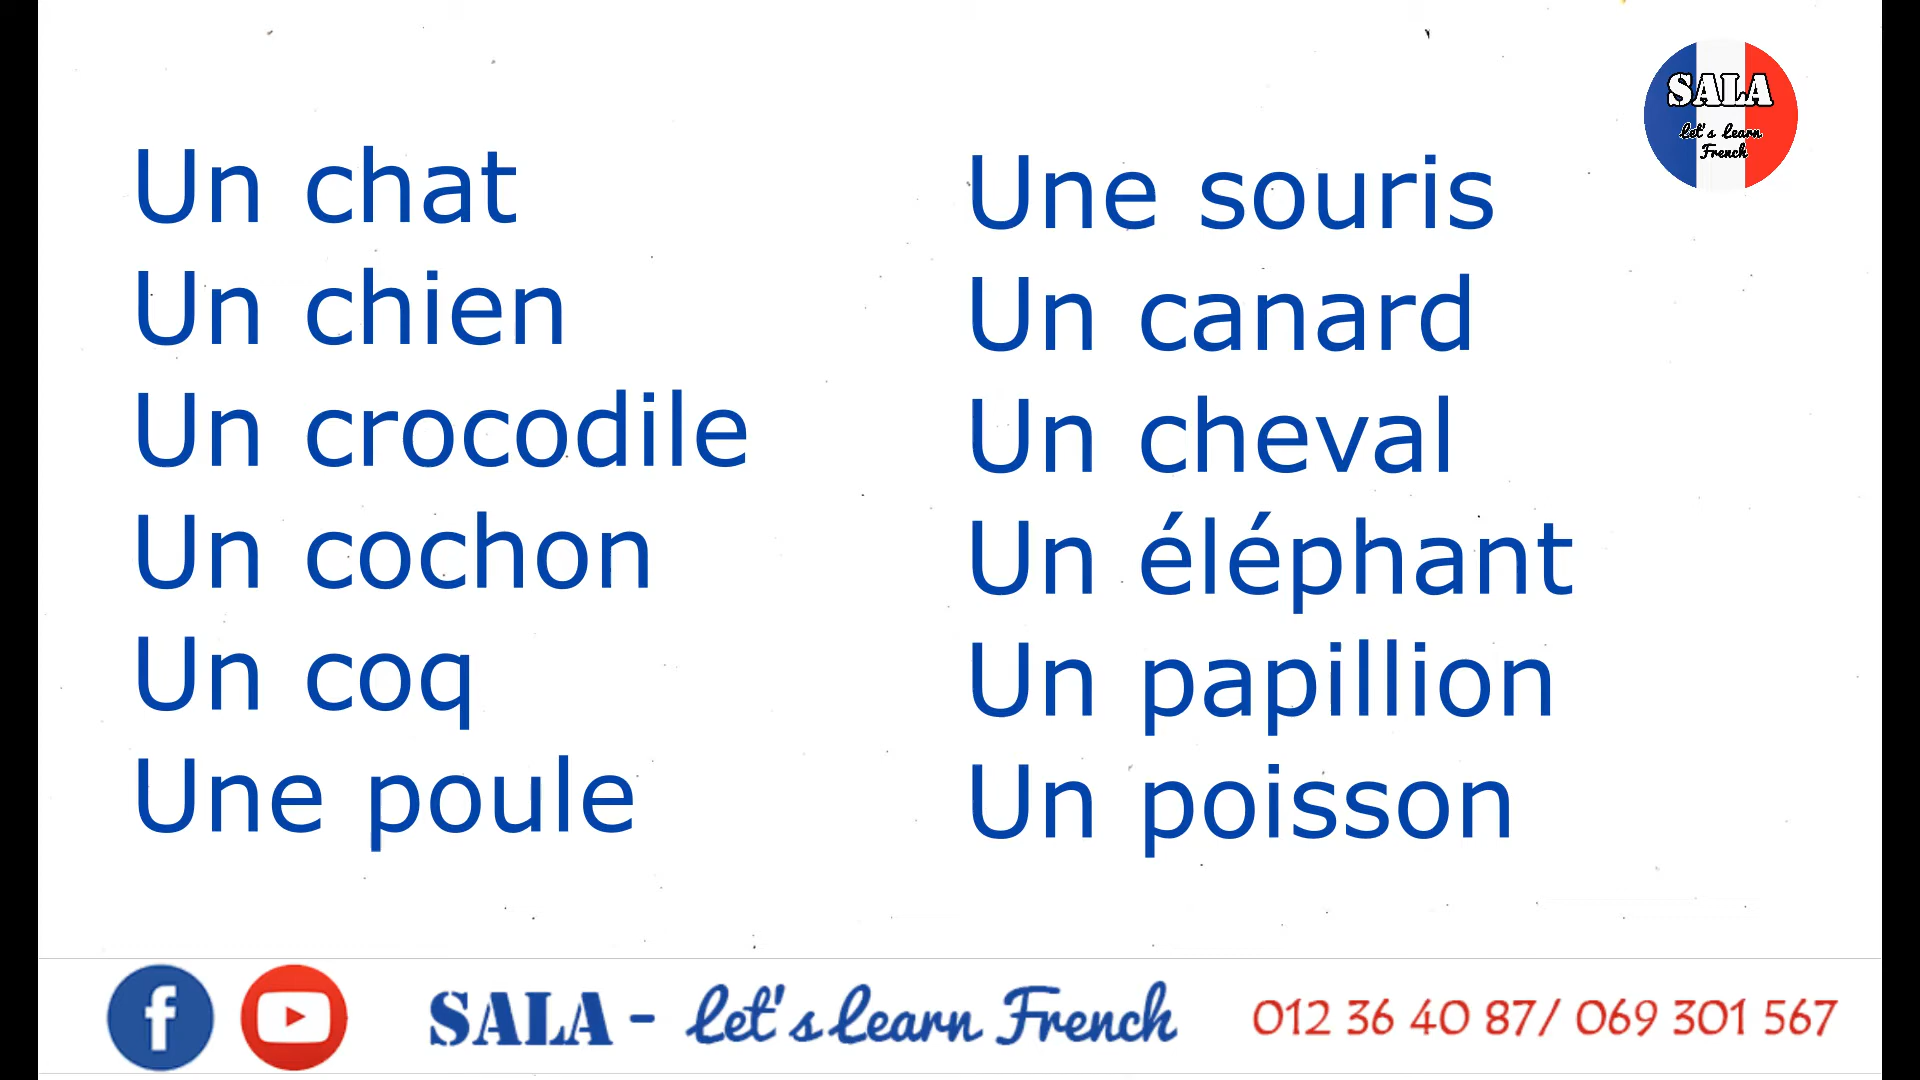 SALA
Let's Learn
French
Un chat
Un chien
Un crocodile
Un cochon
Un coq
Une poule
Une souris
Un canard
Un cheval
Un éléphant
Un papillion
Un poisson
SALA - Let's Learn French 012 36 40 87/ 069 301 567